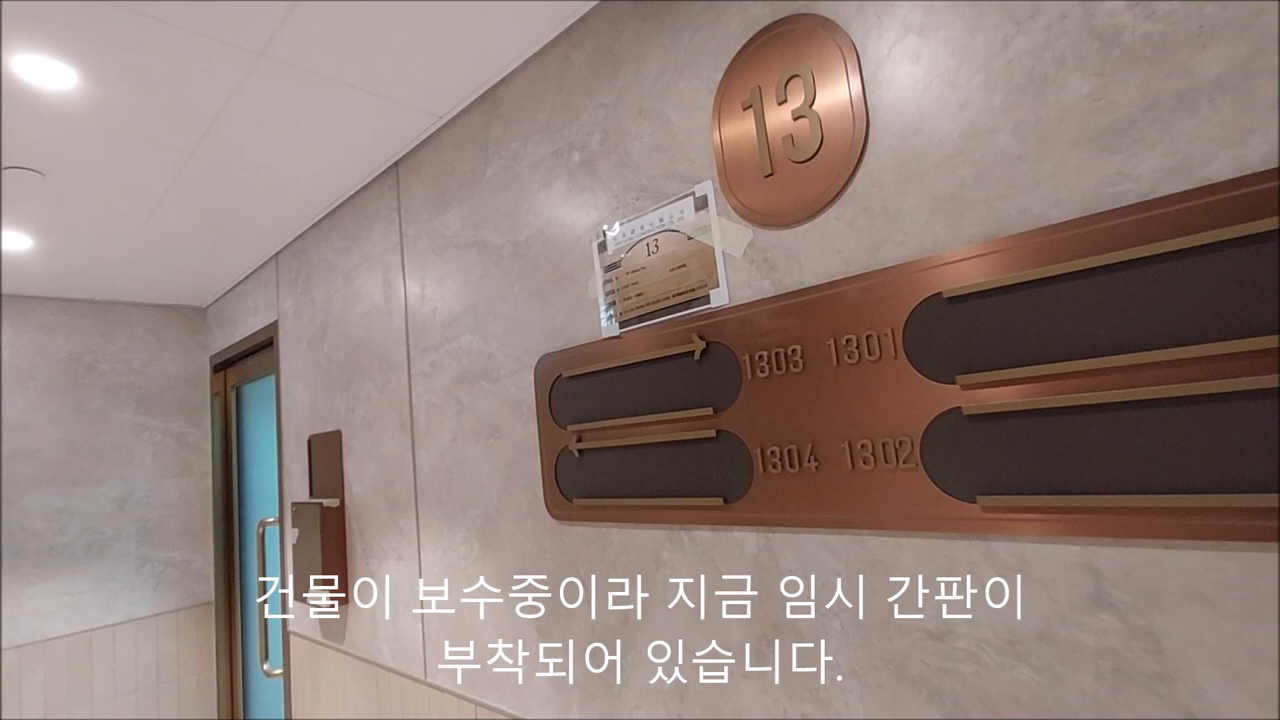 13
13
1303 1301
1304 1302
건물이 보수중이라 지금 임시 간판이
부착되어 있습니다.